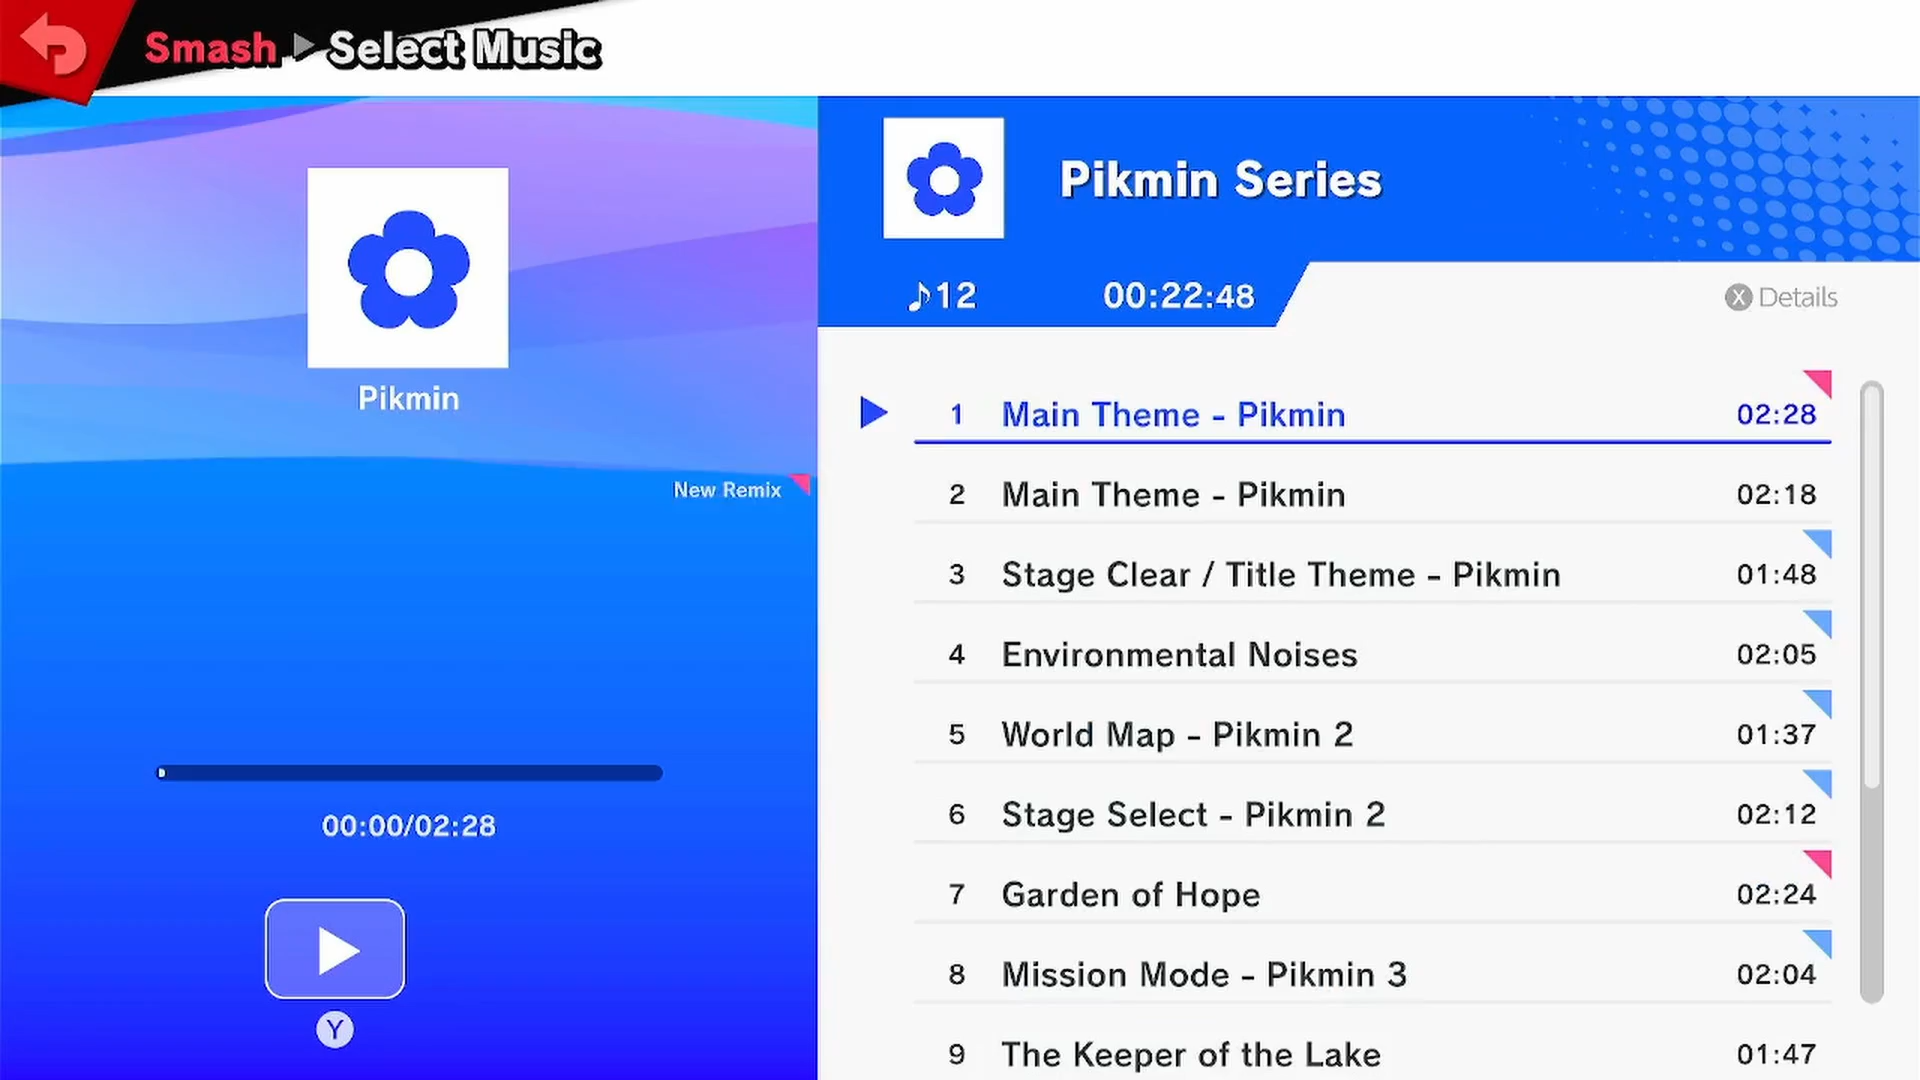 Smash ▶ Select Music
Pikmin
New Remix
00:00/02:28
Y
Pikmin Series
♪12 00:22:48
X Details
1 Main Theme - Pikmin 02:28
2 Main Theme - Pikmin 02:18
3 Stage Clear / Title Theme - Pikmin 01:48
4 Environmental Noises 02:05
5 World Map - Pikmin 2 01:37
6 Stage Select - Pikmin 2 02:12
7 Garden of Hope 02:24
8 Mission Mode - Pikmin 3 02:04
9 The Keeper of the Lake 01:47